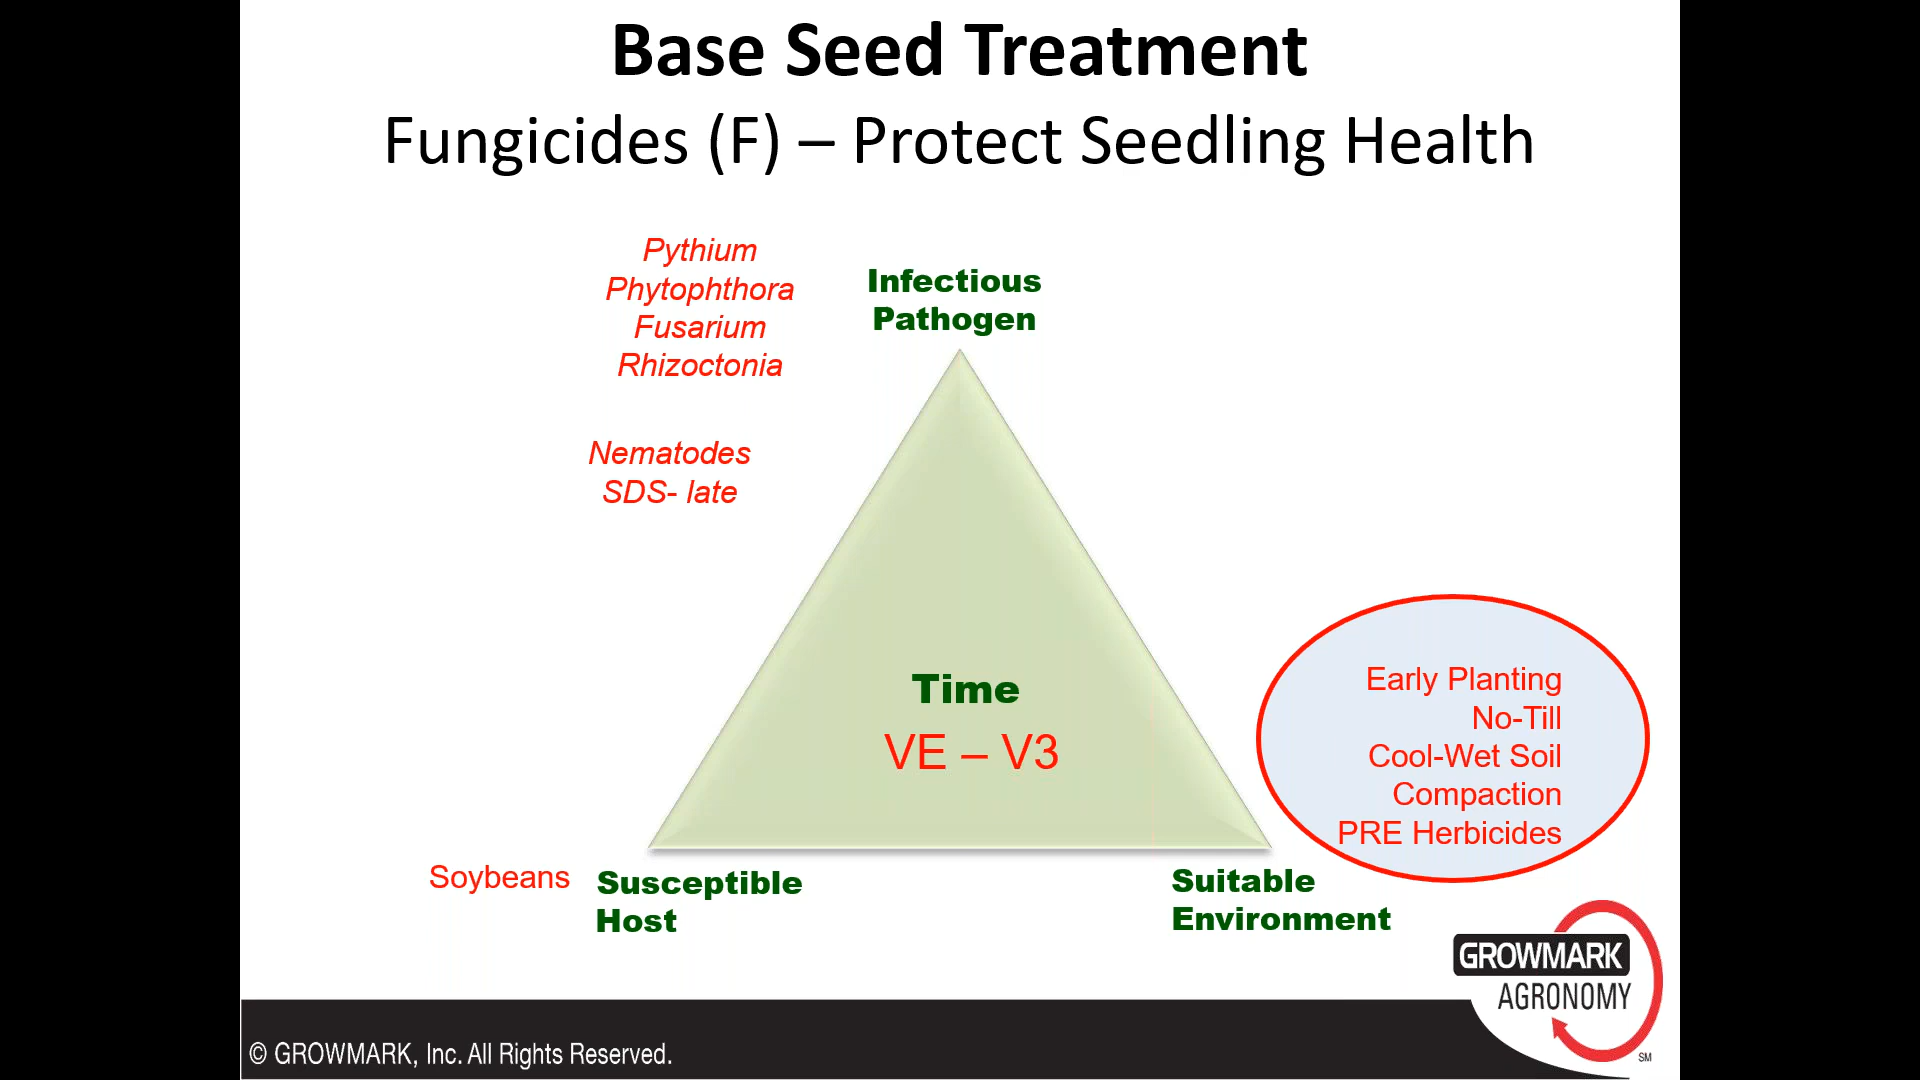 Base Seed Treatment
Fungicides (F) – Protect Seedling Health
Pythium
Phytophthora
Fusarium
Rhizoctonia
Infectious
Pathogen
Nematodes
SDS- late
Time
VE – V3
Early Planting
No-Till
Cool-Wet Soil
Compaction
PRE Herbicides
Soybeans
Susceptible
Host
Suitable
Environment
GROWMARK
AGRONOMY
SM
© GROWMARK, Inc. All Rights Reserved.